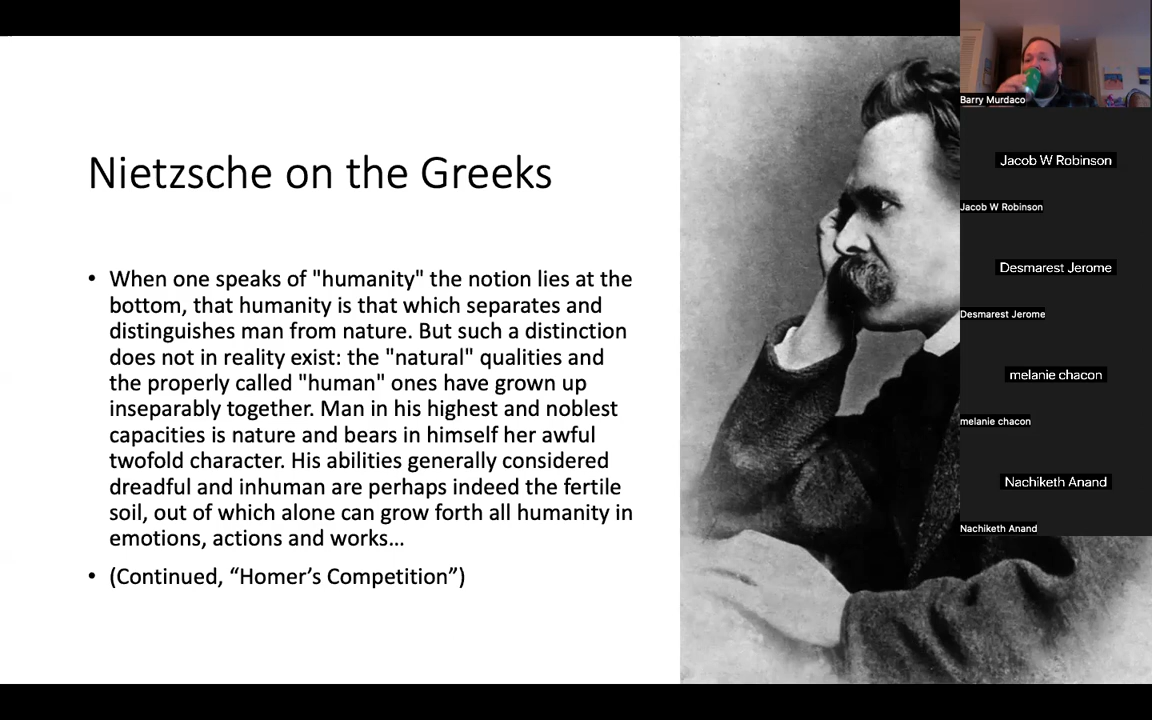 Nietzsche on the Greeks
• When one speaks of "humanity" the notion lies at the
bottom, that humanity is that which separates and
distinguishes man from nature. But such a distinction
does not in reality exist: the "natural" qualities and
the properly called "human" ones have grown up
inseparably together. Man in his highest and noblest
capacities is nature and bears in himself her awful
twofold character. His abilities generally considered
dreadful and inhuman are perhaps indeed the fertile
soil, out of which alone can grow forth all humanity in
emotions, actions and works...
• (Continued, “Homer’s Competition”)
Barry Murdaco
Jacob W Robinson
Jacob W Robinson
Desmarest Jerome
Desmarest Jerome
melanie chacon
melanie chacon
Nachiketh Anand
Nachiketh Anand